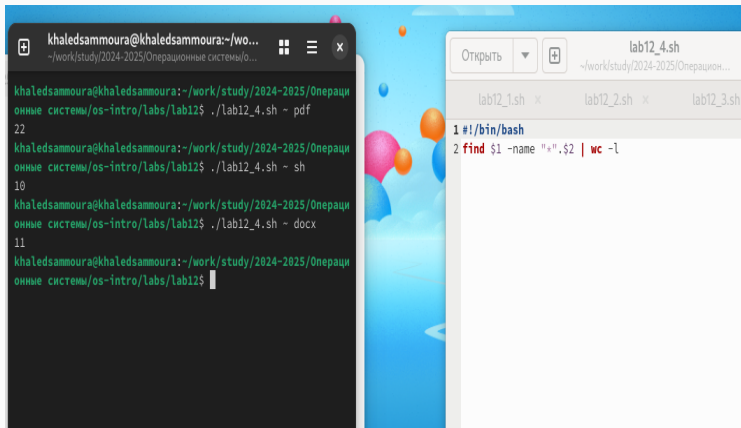 khaledsammoura@khaledsammoura:~/wo...
~/work/study/2024-2025/Операционные системы/o...
khaledsammoura@khaledsammoura:~/work/study/2024-2025/Операци
онные системы/os-intro/labs/lab12$ ./lab12_4.sh ~ pdf
22
khaledsammoura@khaledsammoura:~/work/study/2024-2025/Операци
онные системы/os-intro/labs/lab12$ ./lab12_4.sh ~ sh
10
khaledsammoura@khaledsammoura:~/work/study/2024-2025/Операци
онные системы/os-intro/labs/lab12$ ./lab12_4.sh ~ docx
11
khaledsammoura@khaledsammoura:~/work/study/2024-2025/Операци
онные системы/os-intro/labs/lab12$
Открыть
lab12_4.sh
~/work/study/2024-2025/Операцион...
lab12_1.sh × lab12_2.sh × lab12_3.sh
1 #!/bin/bash
2 find $1 -name "*".$2 | wc -l